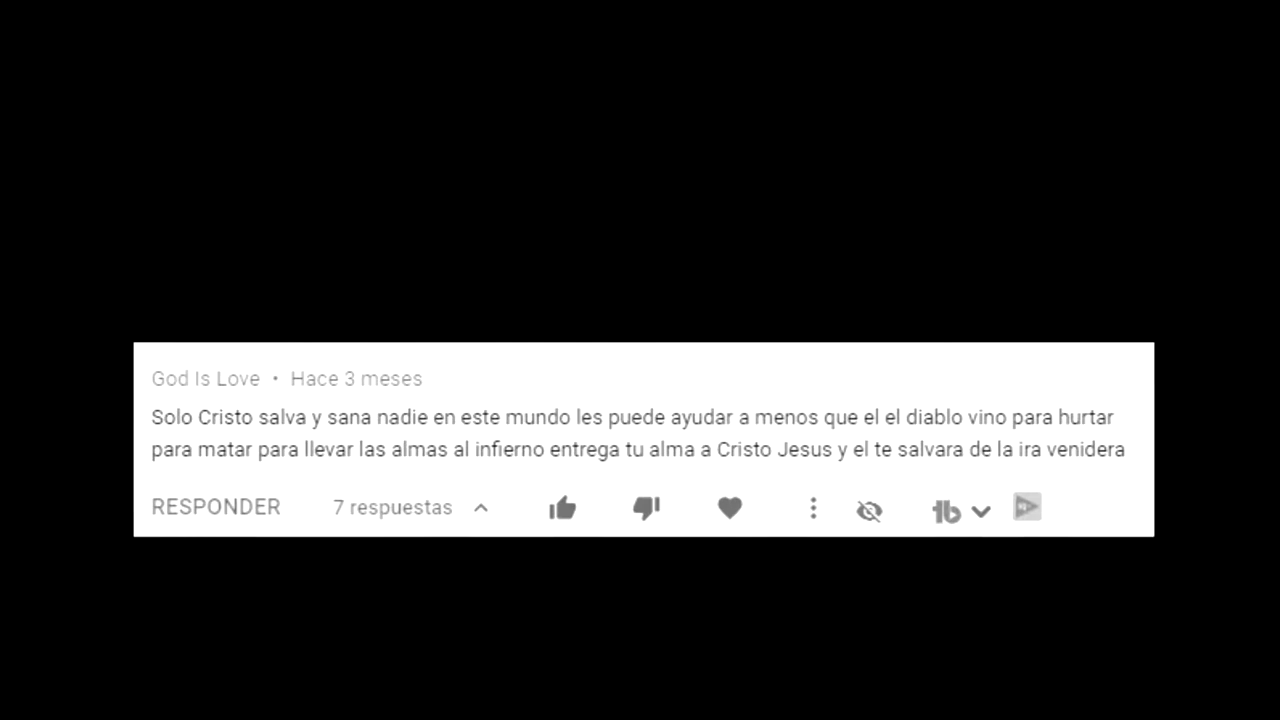 God Is Love • Hace 3 meses
Solo Cristo salva y sana nadie en este mundo les puede ayudar a menos que el el diablo vino para hurtar
para matar para llevar las almas al infierno entrega tu alma a Cristo Jesus y el te salvara de la ira venidera
RESPONDER 7 respuestas